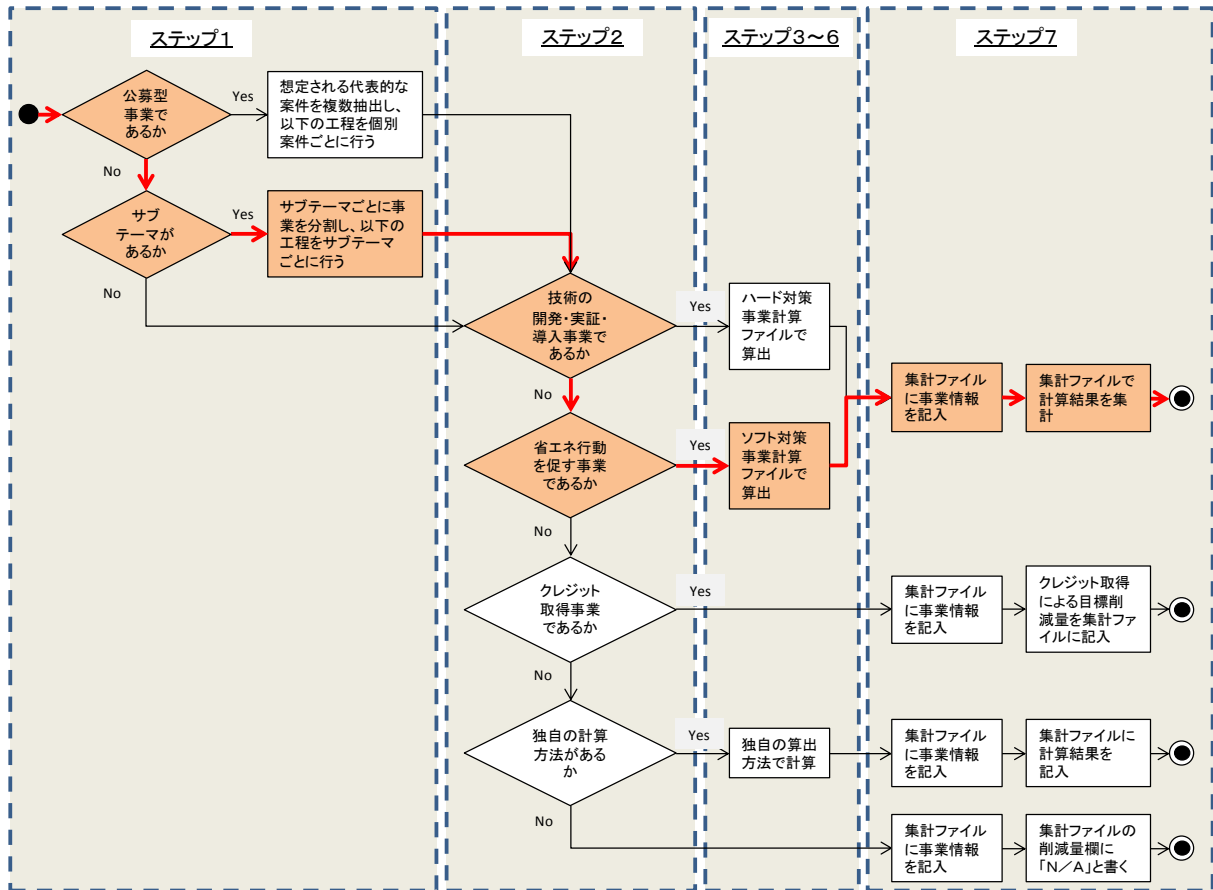 ステップ1
ステップ2
ステップ3～6
ステップ7
公募型
事業で
あるか
Yes
想定される代表的な
案件を複数抽出し、
以下の工程を個別
案件ごとに行う
No
サブ
テーマが
あるか
Yes
サブテーマごとに事
業を分割し、以下の
工程をサブテーマ
ごとに行う
No
技術の
開発・実証・
導入事業で
あるか
Yes
ハード対策
事業計算
ファイルで
算出
No
集計ファイル
に事業情報
を記入
集計ファイルで
計算結果を集
計
省エネ行動
を促す事業
であるか
Yes
ソフト対策
事業計算
ファイルで
算出
No
クレジット
取得事業
であるか
Yes
集計ファイル
に事業情報
を記入
クレジット取得
による目標削
減量を集計ファ
イルに記入
No
独自の計算
方法がある
か
Yes
独自の算出
方法で計算
集計ファイル
に事業情報
を記入
集計ファイルに
計算結果を
記入
No
集計ファイル
に事業情報
を記入
集計ファイルの
削減量欄に
「N／A」と書く